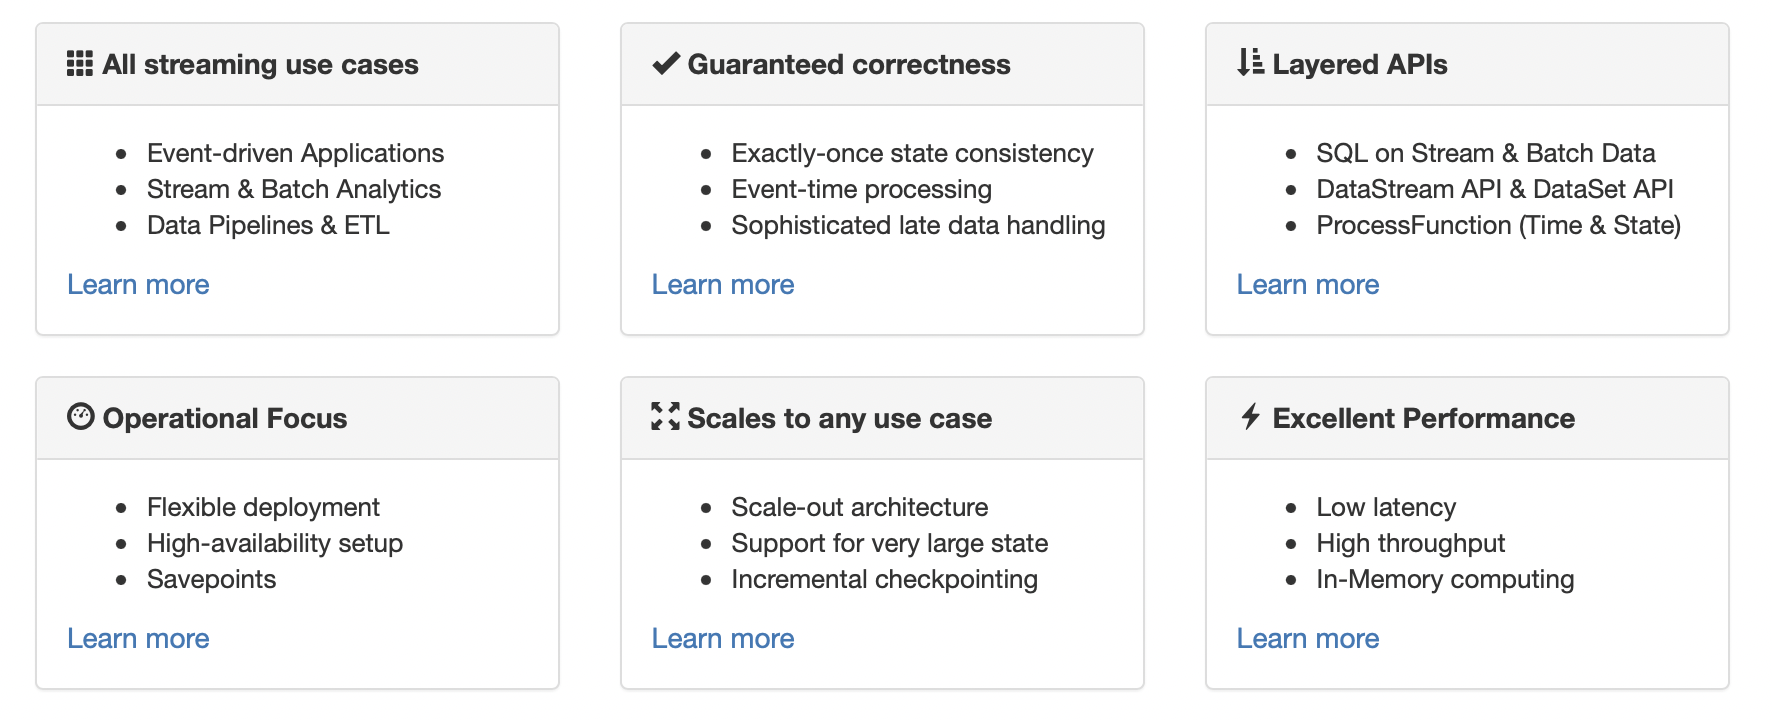 All streaming use cases
• Event-driven Applications
• Stream & Batch Analytics
• Data Pipelines & ETL
Learn more
Guaranteed correctness
• Exactly-once state consistency
• Event-time processing
• Sophisticated late data handling
Learn more
Layered APIs
• SQL on Stream & Batch Data
• DataStream API & DataSet API
• ProcessFunction (Time & State)
Learn more
Operational Focus
• Flexible deployment
• High-availability setup
• Savepoints
Learn more
Scales to any use case
• Scale-out architecture
• Support for very large state
• Incremental checkpointing
Learn more
Excellent Performance
• Low latency
• High throughput
• In-Memory computing
Learn more